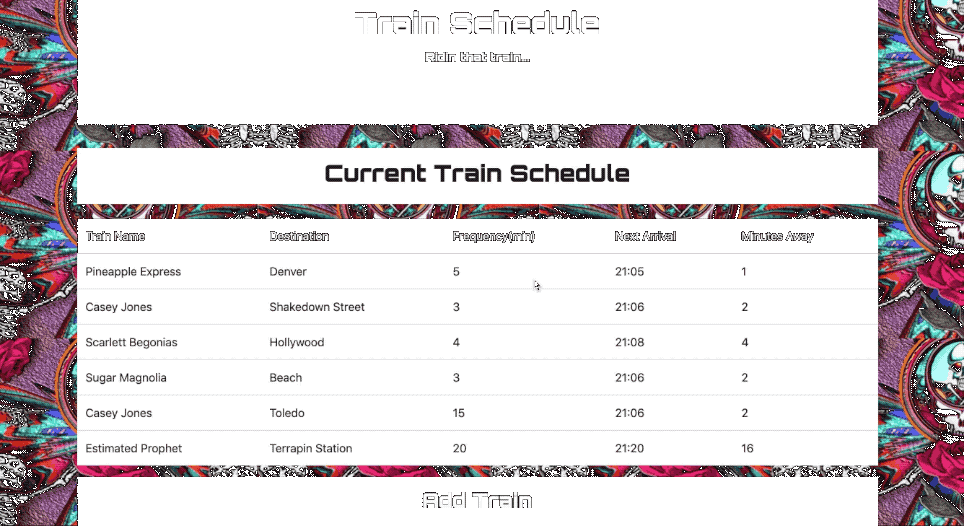 Train Schedule
Ridin that train...
Current Train Schedule
Train Name Destination Frequency(min) Next Arrival Minutes Away
Pineapple Express Denver 5 21:05 1
Casey Jones Shakedown Street 3 21:06 2
Scarlett Begonias Hollywood 4 21:08 4
Sugar Magnolia Beach 3 21:06 2
Casey Jones Toledo 15 21:06 2
Estimated Prophet Terrapin Station 20 21:20 16
Add Train